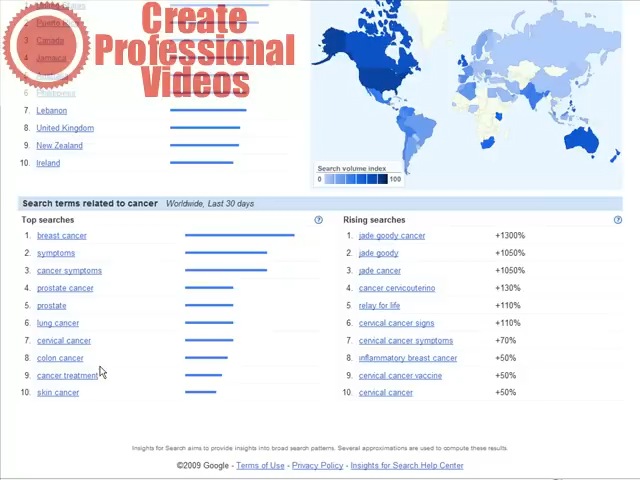 Create
Professional
Videos
Puerto
3. Canada
4. Jamaica
Philippines
7. Lebanon
8. United Kingdom
9. New Zealand
10. Ireland
Search volume index
0 100
Search terms related to cancer Worldwide, Last 30 days
Top searches
1. breast cancer
2. symptoms
3. cancer symptoms
4. prostate cancer
5. prostate
6. lung cancer
7. cervical cancer
8. colon cancer
9. cancer treatment
10. skin cancer
Rising searches
1. jade goody cancer +1300%
2. jade goody +1050%
3. jade cancer +1050%
4. cancer cervicouterino +130%
5. relay for life +110%
6. cervical cancer signs +110%
7. cervical cancer symptoms +70%
8. inflammatory breast cancer +50%
9. cervical cancer vaccine +50%
10. cervical cancer +50%
Insights for Search aims to provide insights into broad search patterns. Several approximations are used to compute these results
©2009 Google - Terms of Use - Privacy Policy - Insights for Search Help Center